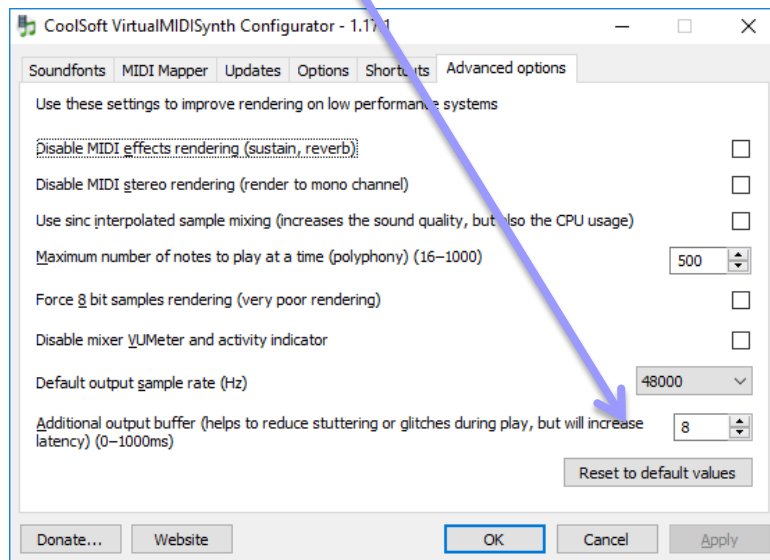 CoolSoft VirtualMIDISynth Configurator - 1.17.1
Soundfonts MIDI Mapper Updates Options Shortcuts Advanced options
Use these settings to improve rendering on low performance systems
Disable MIDI effects rendering (sustain, reverb)
Disable MIDI stereo rendering (render to mono channel)
Use sinc interpolated sample mixing (increases the sound quality, but also the CPU usage)
Maximum number of notes to play at a time (polyphony) (16–1000) 500
Force 8 bit samples rendering (very poor rendering)
Disable mixer VUMeter and activity indicator
Default output sample rate (Hz) 48000
Additional output buffer (helps to reduce stuttering or glitches during play, but will increase 8
latency) (0–1000ms)
Reset to default values
Donate... Website OK Cancel Apply